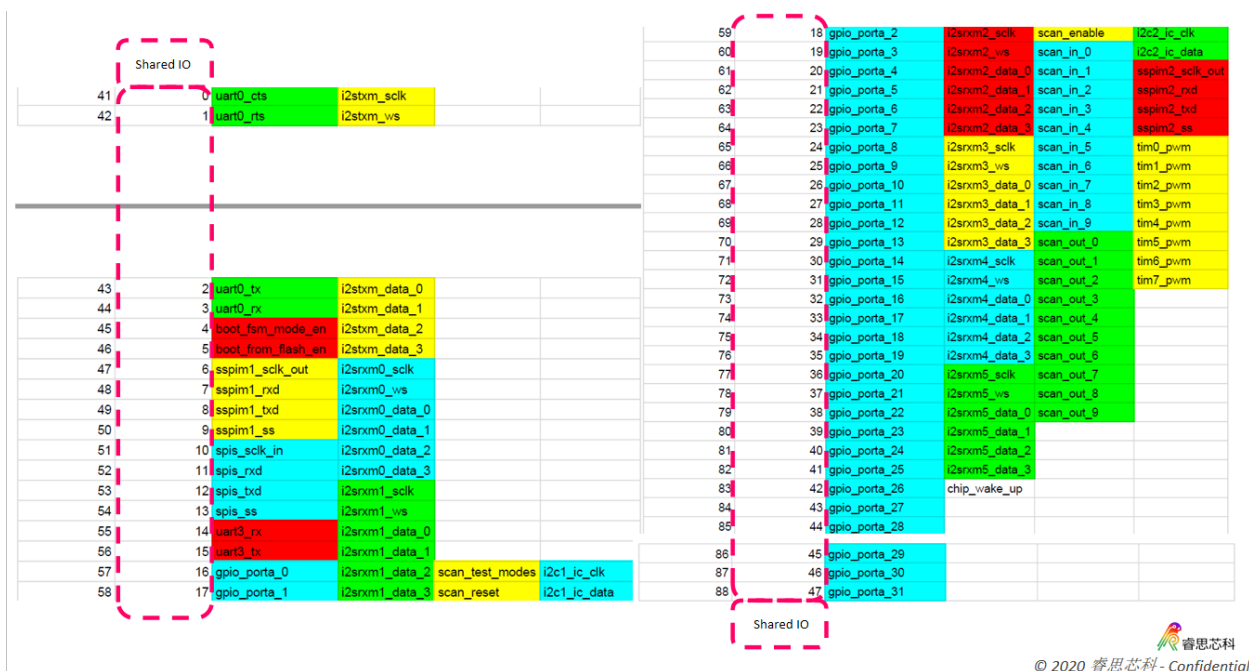 Shared IO
41 0 uart0_cts i2stxm_sclk
42 1 uart0_rts i2stxm_ws
43 2 uart0_tx i2stxm_data_0
44 3 uart0_rx i2stxm_data_1
45 4 boot_fsm_mode_en i2stxm_data_2
46 5 boot_from_flash_en i2stxm_data_3
47 6 sspim1_sclk_out i2srxm0_sclk
48 7 sspim1_rxd i2srxm0_ws
49 8 sspim1_txd i2srxm0_data_0
50 9 sspim1_ss i2srxm0_data_1
51 10 spis_sclk_in i2srxm0_data_2
52 11 spis_rxd i2srxm0_data_3
53 12 spis_txd i2srxm1_sclk
54 13 spis_ss i2srxm1_ws
55 14 uart3_rx i2srxm1_data_0
56 15 uart3_tx i2srxm1_data_1
57 16 gpio_porta_0 i2srxm1_data_2 scan_test_modes i2c1_ic_clk
58 17 gpio_porta_1 i2srxm1_data_3 scan_reset i2c1_ic_data
59 18 gpio_porta_2 i2srxm2_sclk scan_enable i2c2_ic_clk
60 19 gpio_porta_3 i2srxm2_ws scan_in_0 i2c2_ic_data
61 20 gpio_porta_4 i2srxm2_data_0 scan_in_1 sspim2_sclk_out
62 21 gpio_porta_5 i2srxm2_data_1 scan_in_2 sspim2_rxd
63 22 gpio_porta_6 i2srxm2_data_2 scan_in_3 sspim2_txd
64 23 gpio_porta_7 i2srxm2_data_3 scan_in_4 sspim2_ss
65 24 gpio_porta_8 i2srxm3_sclk scan_in_5 tim0_pwm
66 25 gpio_porta_9 i2srxm3_ws scan_in_6 tim1_pwm
67 26 gpio_porta_10 i2srxm3_data_0 scan_in_7 tim2_pwm
68 27 gpio_porta_11 i2srxm3_data_1 scan_in_8 tim3_pwm
69 28 gpio_porta_12 i2srxm3_data_2 scan_in_9 tim4_pwm
70 29 gpio_porta_13 i2srxm3_data_3 scan_out_0 tim5_pwm
71 30 gpio_porta_14 i2srxm4_sclk scan_out_1 tim6_pwm
72 31 gpio_porta_15 i2srxm4_ws scan_out_2 tim7_pwm
73 32 gpio_porta_16 i2srxm4_data_0 scan_out_3
74 33 gpio_porta_17 i2srxm4_data_1 scan_out_4
75 34 gpio_porta_18 i2srxm4_data_2 scan_out_5
76 35 gpio_porta_19 i2srxm4_data_3 scan_out_6
77 36 gpio_porta_20 i2srxm5_sclk scan_out_7
78 37 gpio_porta_21 i2srxm5_ws scan_out_8
79 38 gpio_porta_22 i2srxm5_data_0 scan_out_9
80 39 gpio_porta_23 i2srxm5_data_1
81 40 gpio_porta_24 i2srxm5_data_2
82 41 gpio_porta_25 i2srxm5_data_3
83 42 gpio_porta_26 chip_wake_up
84 43 gpio_porta_27
85 44 gpio_porta_28
86 45 gpio_porta_29
87 46 gpio_porta_30
88 47 gpio_porta_31
Shared IO
睿思芯科
© 2020 睿思芯科 - Confidential